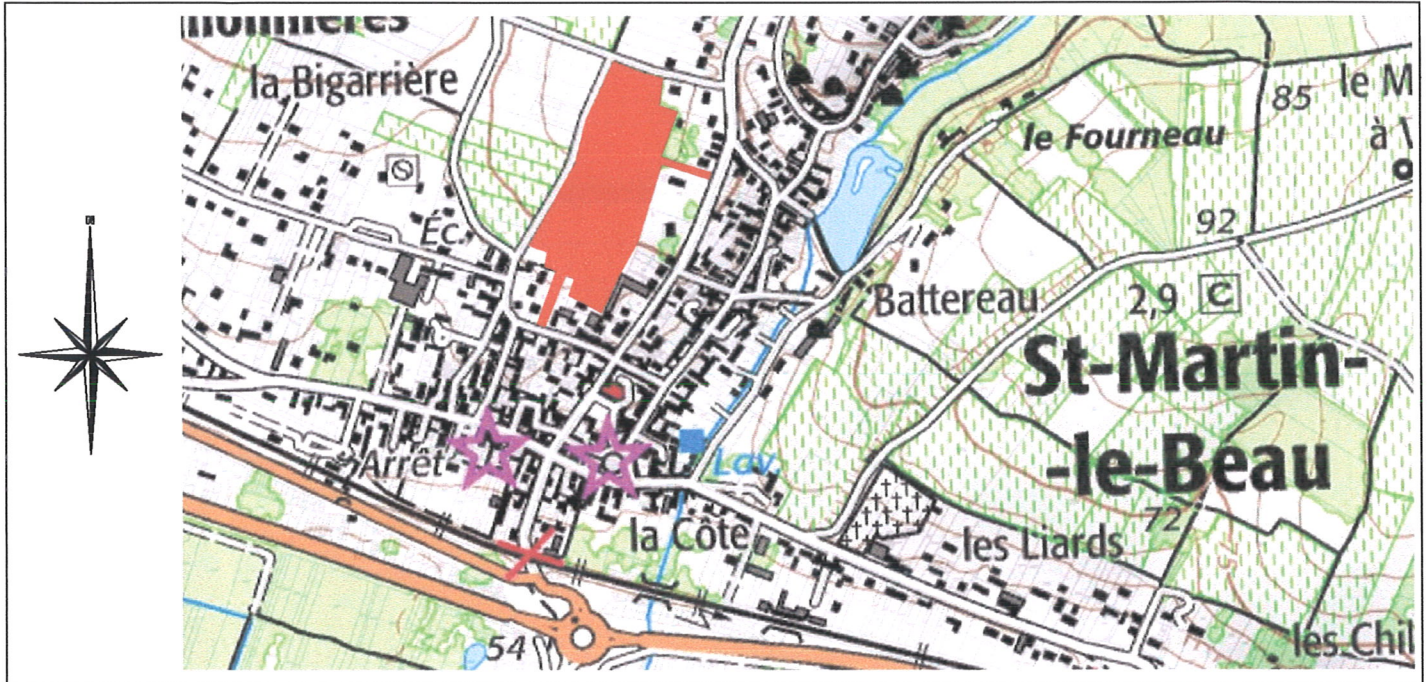 la Bigarrière
85
le M
le Fourneau
à V
Éc.
92
Battereau
2,9
C
St-Martin-
-le-Beau
Arrêt
Lav.
72
la Côte
les Liards
75
54
les Chil